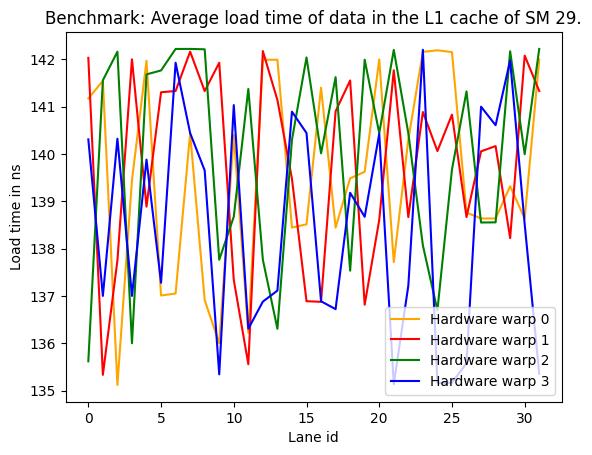 Benchmark: Average load time of data in the L1 cache of SM 29.
142
141
140
139
138
137
136
135
Load time in ns
Hardware warp 0
Hardware warp 1
Hardware warp 2
Hardware warp 3
0 5 10 15 20 25 30
Lane id